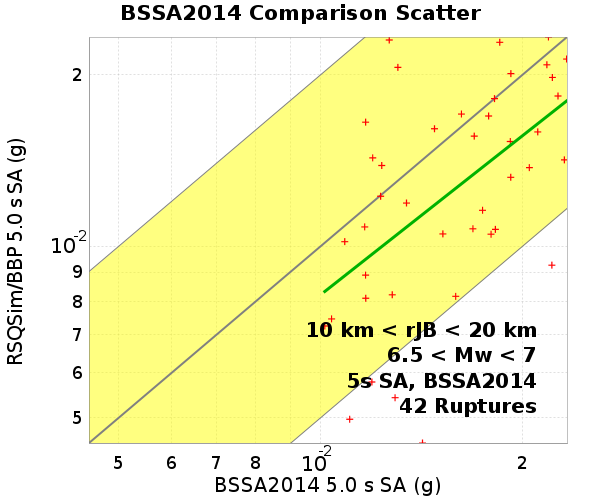 BSSA2014 Comparison Scatter
RSQSim/BBP 5.0 s SA (g)
2
10-2
9
8
7
6
5
10 km < rJB < 20 km
6.5 < Mw < 7
5s SA, BSSA2014
42 Ruptures
5 6 7 8 10-2 2
BSSA2014 5.0 s SA (g)